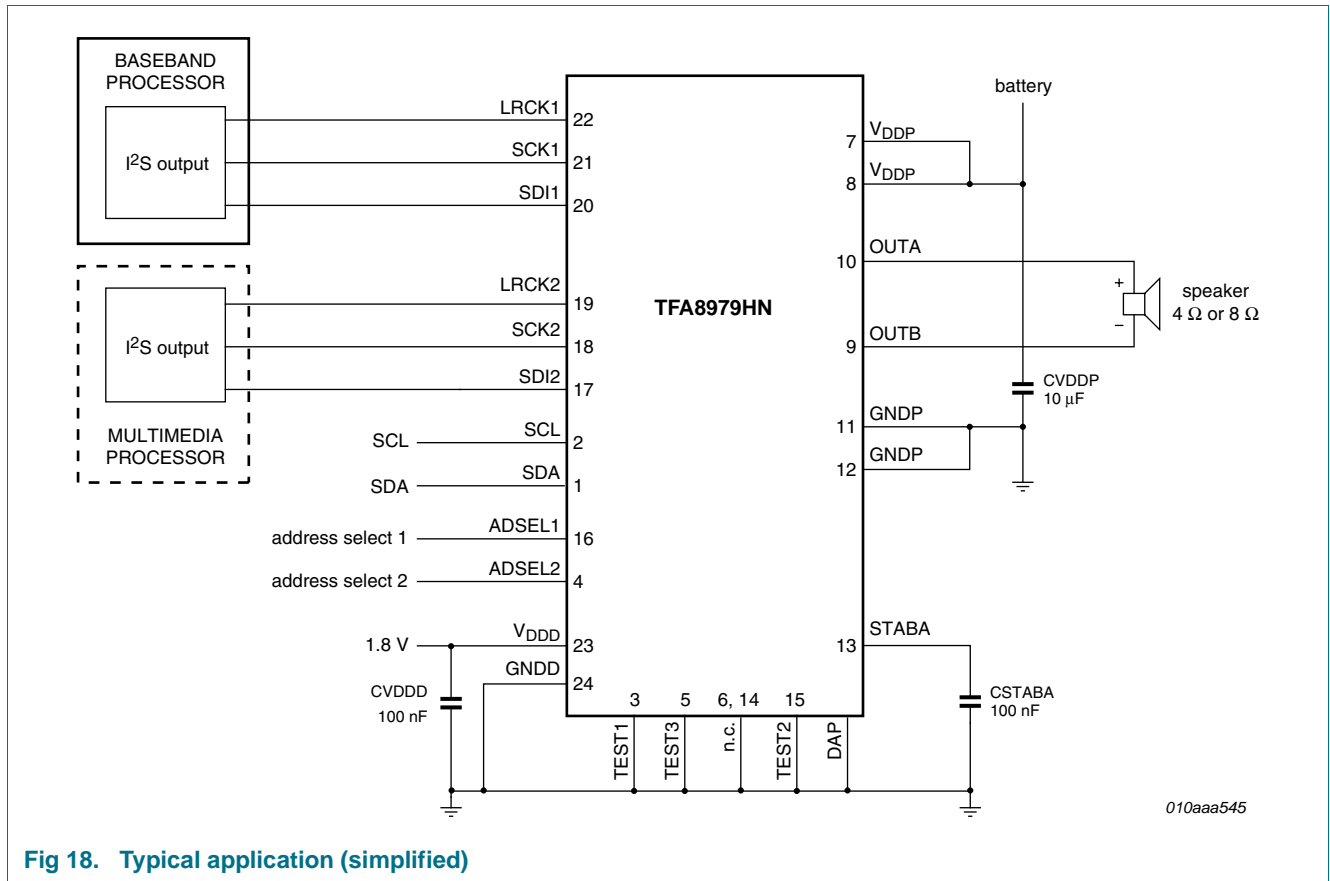 BASEBAND
PROCESSOR
I2S output
LRCK1
22
SCK1
21
SDI1
20
I2S output
MULTIMEDIA
PROCESSOR
LRCK2
19
SCK2
18
SDI2
17
SCL
SCL
2
SDA
SDA
1
address select 1
ADSEL1
16
address select 2
ADSEL2
4
1.8 V
VDDD
23
GNDD
24
CVDDD
100 nF
TFA8979HN
battery
7
VDDP
8
VDDP
10
OUTA
+
speaker
4 Ω or 8 Ω
−
9
OUTB
CVDDP
10 μF
11
GNDP
12
GNDP
13
STABA
CSTABA
100 nF
3
5
6, 14
15
TEST1
TEST3
n.c.
TEST2
DAP
010aaa545
Fig 18. Typical application (simplified)